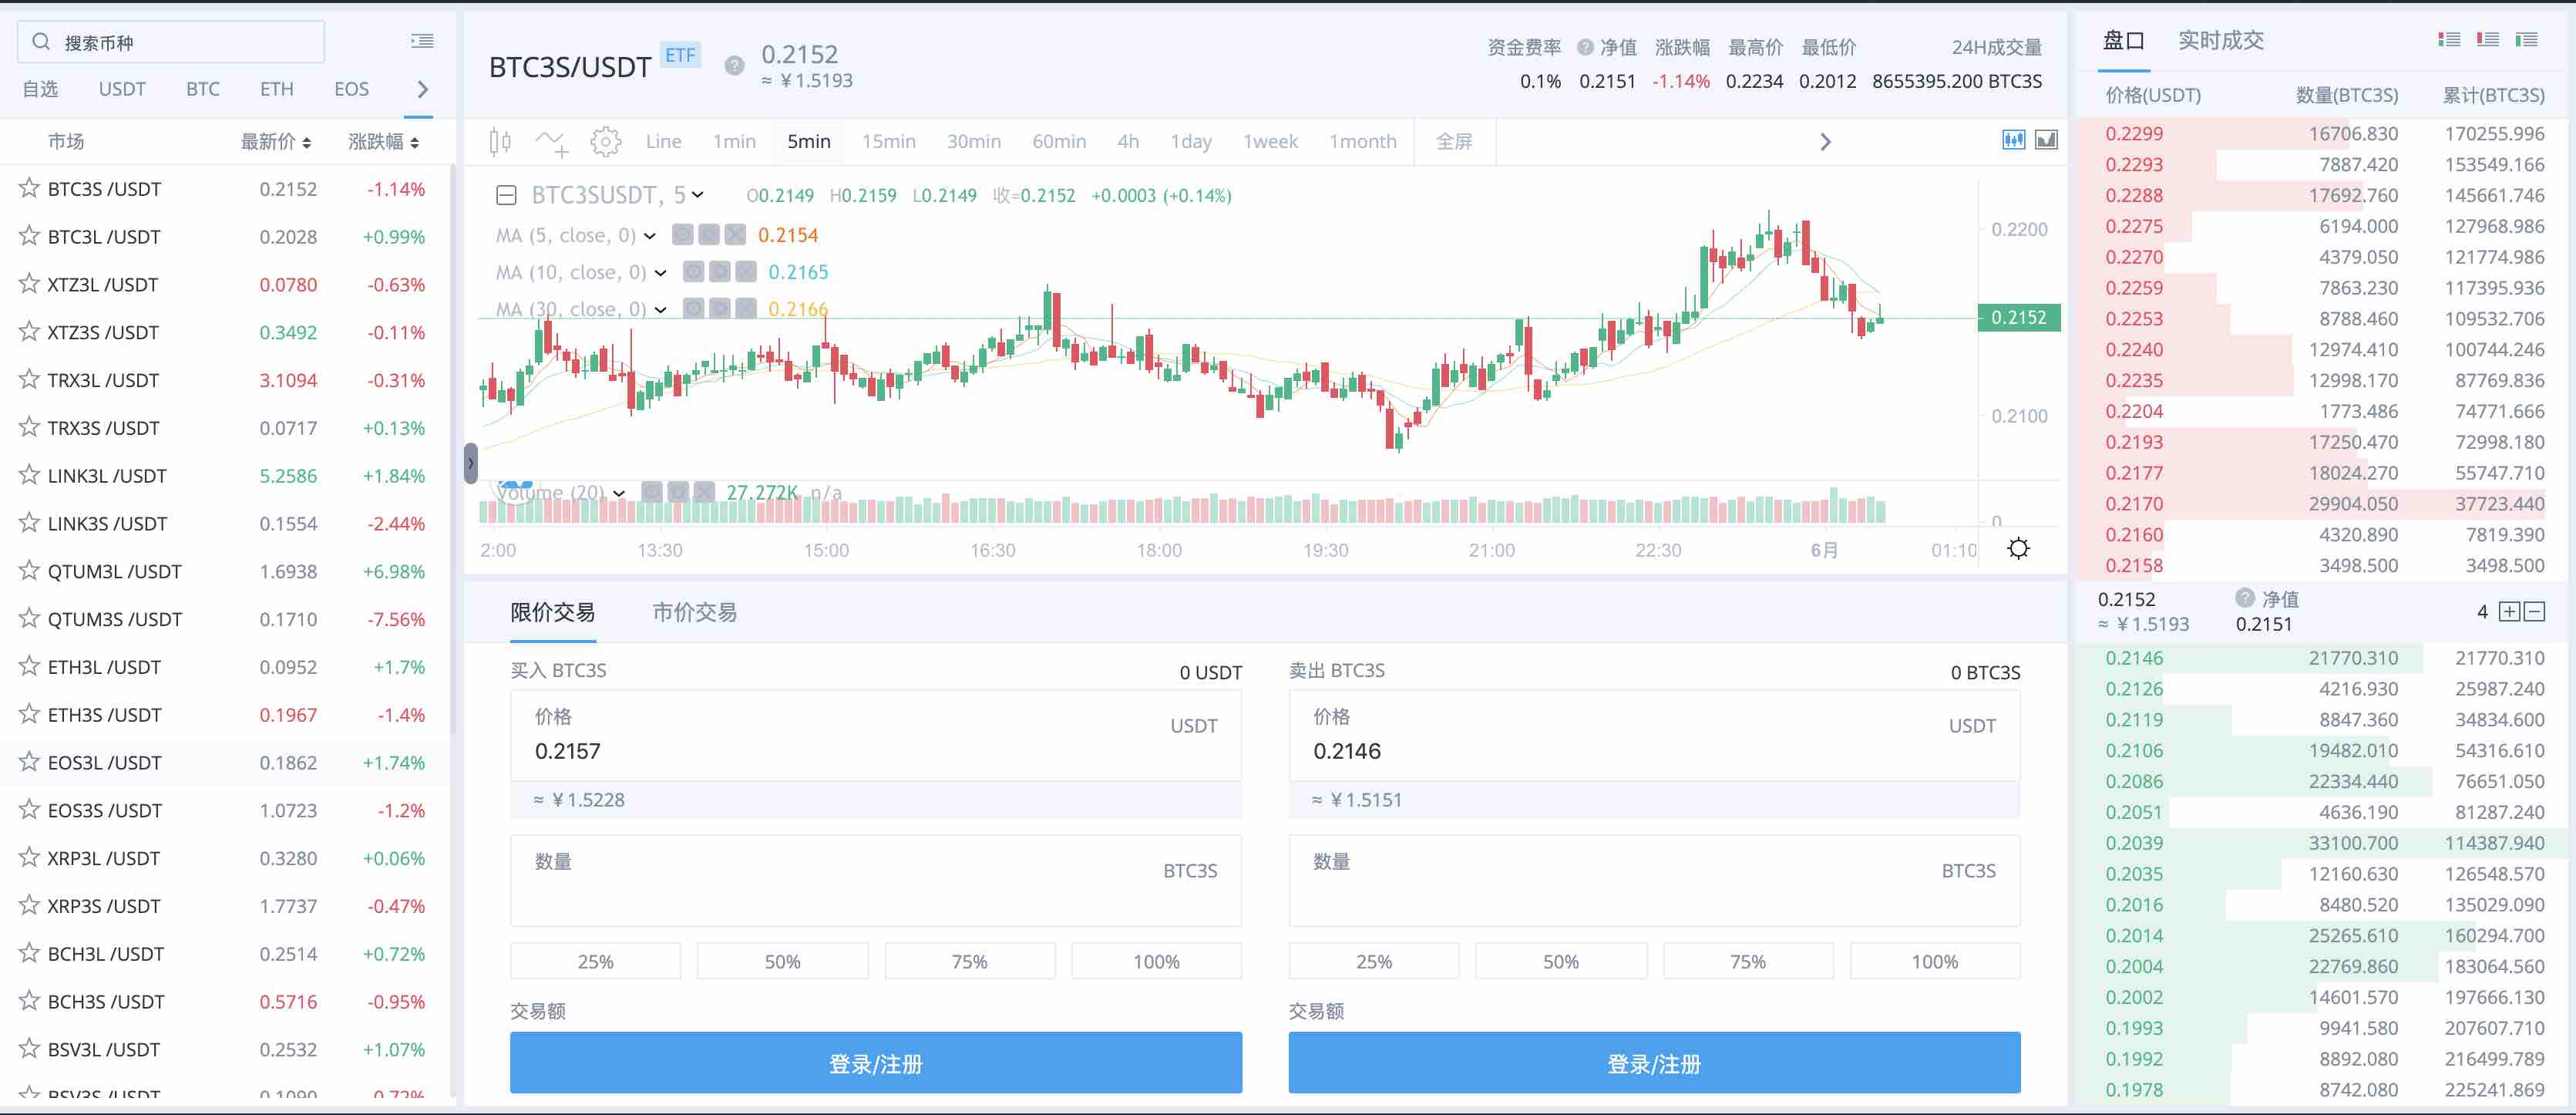 搜索币种
自选 USDT BTC ETH EOS
市场 最新价 涨跌幅
BTC3S /USDT 0.2152 -1.14%
BTC3L /USDT 0.2028 +0.99%
XTZ3L /USDT 0.0780 -0.63%
XTZ3S /USDT 0.3492 -0.11%
TRX3L /USDT 3.1094 -0.31%
TRX3S /USDT 0.0717 +0.13%
LINK3L /USDT 5.2586 +1.84%
LINK3S /USDT 0.1554 -2.44%
QTUM3L /USDT 1.6938 +6.98%
QTUM3S /USDT 0.1710 -7.56%
ETH3L /USDT 0.0952 +1.7%
ETH3S /USDT 0.1967 -1.4%
EOS3L /USDT 0.1862 +1.74%
EOS3S /USDT 1.0723 -1.2%
XRP3L /USDT 0.3280 +0.06%
XRP3S /USDT 1.7737 -0.47%
BCH3L /USDT 0.2514 +0.72%
BCH3S /USDT 0.5716 -0.95%
BSV3L /USDT 0.2532 +1.07%
BSV3S /USDT 0.1090 -0.72%
BTC3S/USDT ETF ? 0.2152
≈ ¥1.5193
资金费率 ? 净值 涨跌幅 最高价 最低价 24H成交量
0.1% 0.2151 -1.14% 0.2234 0.2012 8655395.200 BTC3S
Line 1min 5min 15min 30min 60min 4h 1day 1week 1month 全屏
BTC3SUSDT, 5 O0.2149 H0.2159 L0.2149 收=0.2152 +0.0003 (+0.14%)
MA (5, close, 0) 0.2154
MA (10, close, 0) 0.2165
MA (30, close, 0) 0.2166
0.2200
0.2152
0.2100
Volume (20) 27.272K n/a
0
2:00 13:30 15:00 16:30 18:00 19:30 21:00 22:30 6月 01:10
限价交易 市价交易
买入 BTC3S 0 USDT
价格 USDT
0.2157
≈ ¥1.5228
数量 BTC3S
25% 50% 75% 100%
交易额
登录/注册
卖出 BTC3S 0 BTC3S
价格 USDT
0.2146
≈ ¥1.5151
数量 BTC3S
25% 50% 75% 100%
交易额
登录/注册
盘口 实时成交
价格(USDT) 数量(BTC3S) 累计(BTC3S)
0.2299 16706.830 170255.996
0.2293 7887.420 153549.166
0.2288 17692.760 145661.746
0.2275 6194.000 127968.986
0.2270 4379.050 121774.986
0.2259 7863.230 117395.936
0.2253 8788.460 109532.706
0.2240 12974.410 100744.246
0.2235 12998.170 87769.836
0.2204 1773.486 74771.666
0.2193 17250.470 72998.180
0.2177 18024.270 55747.710
0.2170 29904.050 37723.440
0.2160 4320.890 7819.390
0.2158 3498.500 3498.500
0.2152 ? 净值 4
≈ ¥1.5193 0.2151
0.2146 21770.310 21770.310
0.2126 4216.930 25987.240
0.2119 8847.360 34834.600
0.2106 19482.010 54316.610
0.2086 22334.440 76651.050
0.2051 4636.190 81287.240
0.2039 33100.700 114387.940
0.2035 12160.630 126548.570
0.2016 8480.520 135029.090
0.2014 25265.610 160294.700
0.2004 22769.860 183064.560
0.2002 14601.570 197666.130
0.1993 9941.580 207607.710
0.1992 8892.080 216499.789
0.1978 8742.080 225241.869